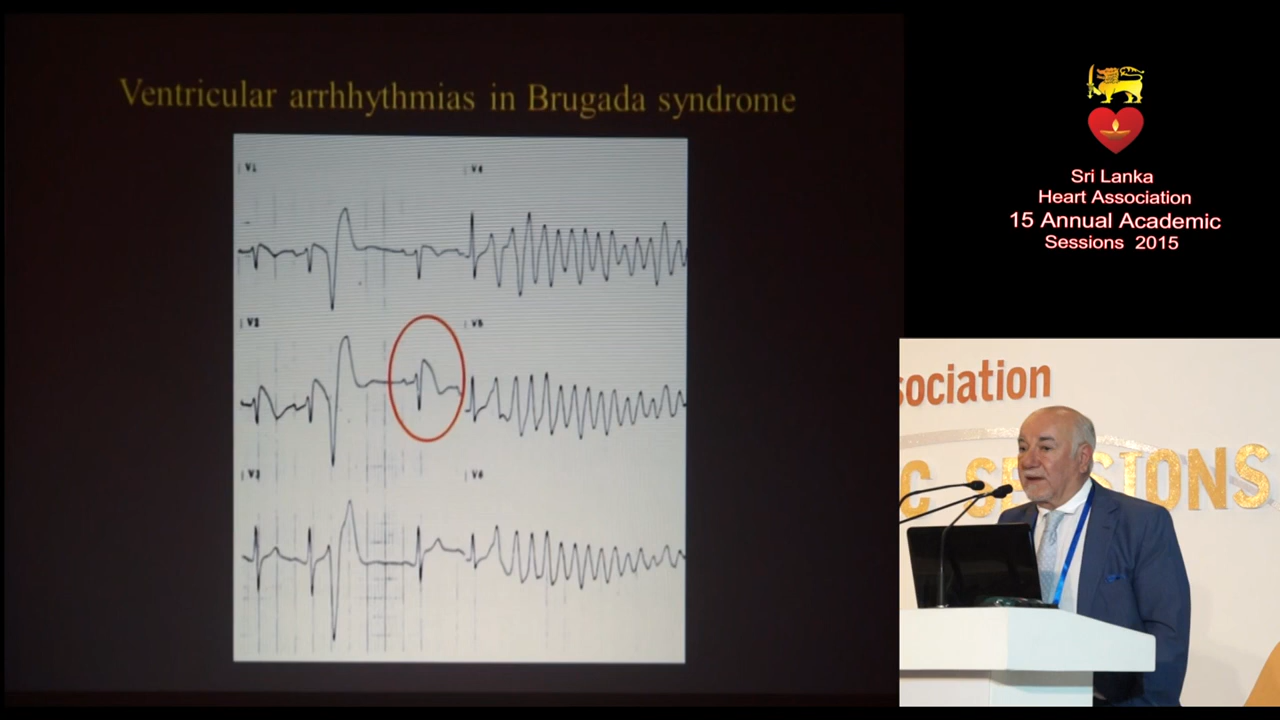 Ventricular arrhhythmias in Brugada syndrome
V1
V4
V2
V5
V3
V6
Sri Lanka
Heart Association
15 Annual Academic
Sessions 2015
sociation
C SESSIONS